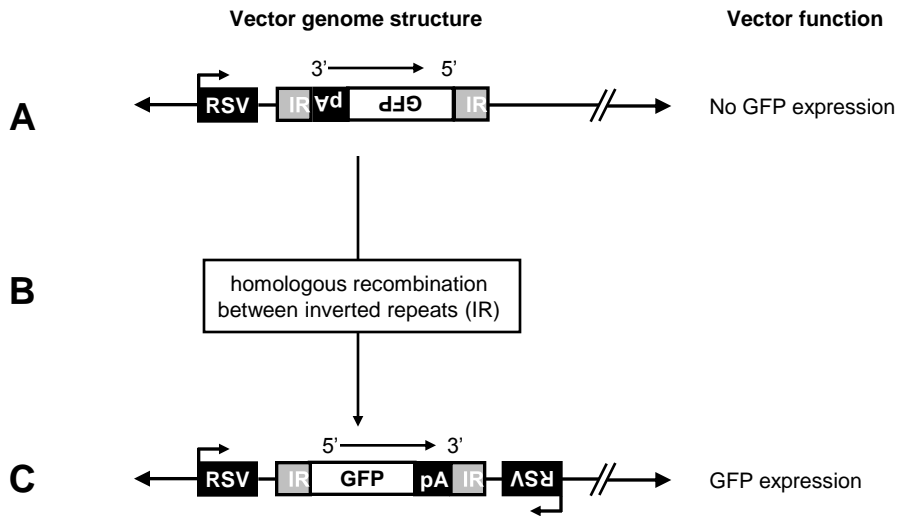 Vector genome structure
Vector function
3' 5'
A
RSV IR pA GFP IR
No GFP expression
B
homologous recombination
between inverted repeats (IR)
5' 3'
C
RSV IR GFP pA IR RSV
GFP expression